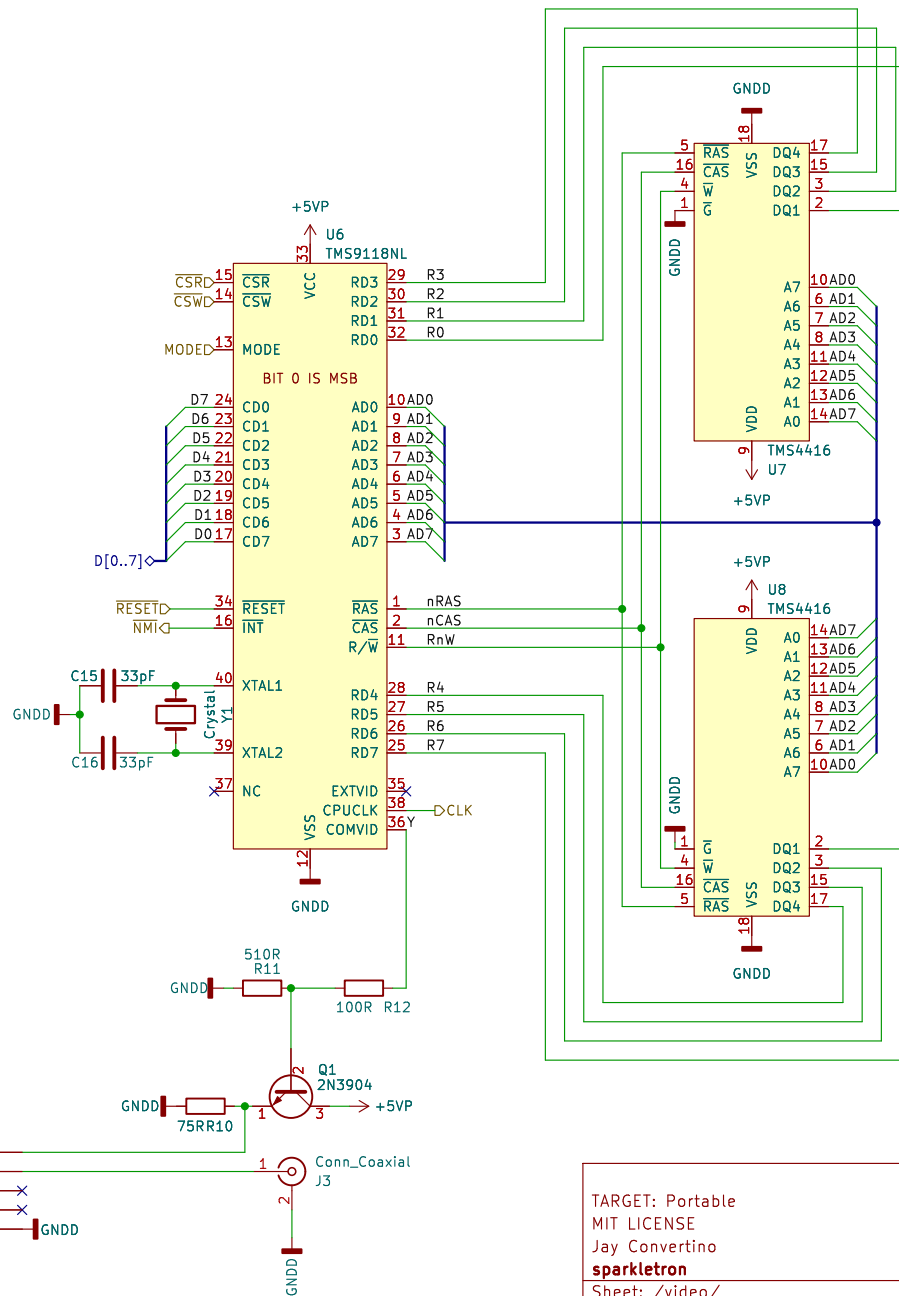 GNDD
18
5 RAS VSS DQ4 17
16 CAS DQ3 15
4 W DQ2 3
1 G DQ1 2
GNDD
A7 10 AD0
A6 6 AD1
A5 7 AD2
A4 8 AD3
A3 11 AD4
A2 12 AD5
A1 13 AD6
A0 14 AD7
VDD
9
TMS4416
U7
+5VP
+5VP
U6
TMS9118NL
33
VCC
CSR 15 CSR
CSW 14 CSW
MODE 13 MODE
BIT 0 IS MSB
RD3 29 R3
RD2 30 R2
RD1 31 R1
RD0 32 R0
D7 24 CD0 AD0 10 AD0
D6 23 CD1 AD1 9 AD1
D5 22 CD2 AD2 8 AD2
D4 21 CD3 AD3 7 AD3
D3 20 CD4 AD4 6 AD4
D2 19 CD5 AD5 5 AD5
D1 18 CD6 AD6 4 AD6
D0 17 CD7 AD7 3 AD7
D[0..7]
RESET 34 RESET RAS 1 nRAS
NMI 16 INT CAS 2 nCAS
R/W 11 RnW
C15 33pF
40 XTAL1
GNDD
Crystal
Y1
C16 33pF
39 XTAL2
RD4 28 R4
RD5 27 R5
RD6 26 R6
RD7 25 R7
37 NC EXTVID 35
CPUCLK 38 CLK
COMVID 36 Y
VSS
12
GNDD
+5VP
U8
TMS4416
9
VDD
A0 14 AD7
A1 13 AD6
A2 12 AD5
A3 11 AD4
A4 8 AD3
A5 7 AD2
A6 6 AD1
A7 10 AD0
GNDD
1 G DQ1 2
4 W DQ2 3
16 CAS DQ3 15
5 RAS VSS DQ4 17
18
GNDD
510R
R11
GNDD
100R R12
2
Q1
2N3904
GNDD
75R R10
1
3
+5VP
1
Conn_Coaxial
J3
2
GNDD
GNDD
TARGET: Portable
MIT LICENSE
Jay Convertino
sparkletron
Sheet: /video/